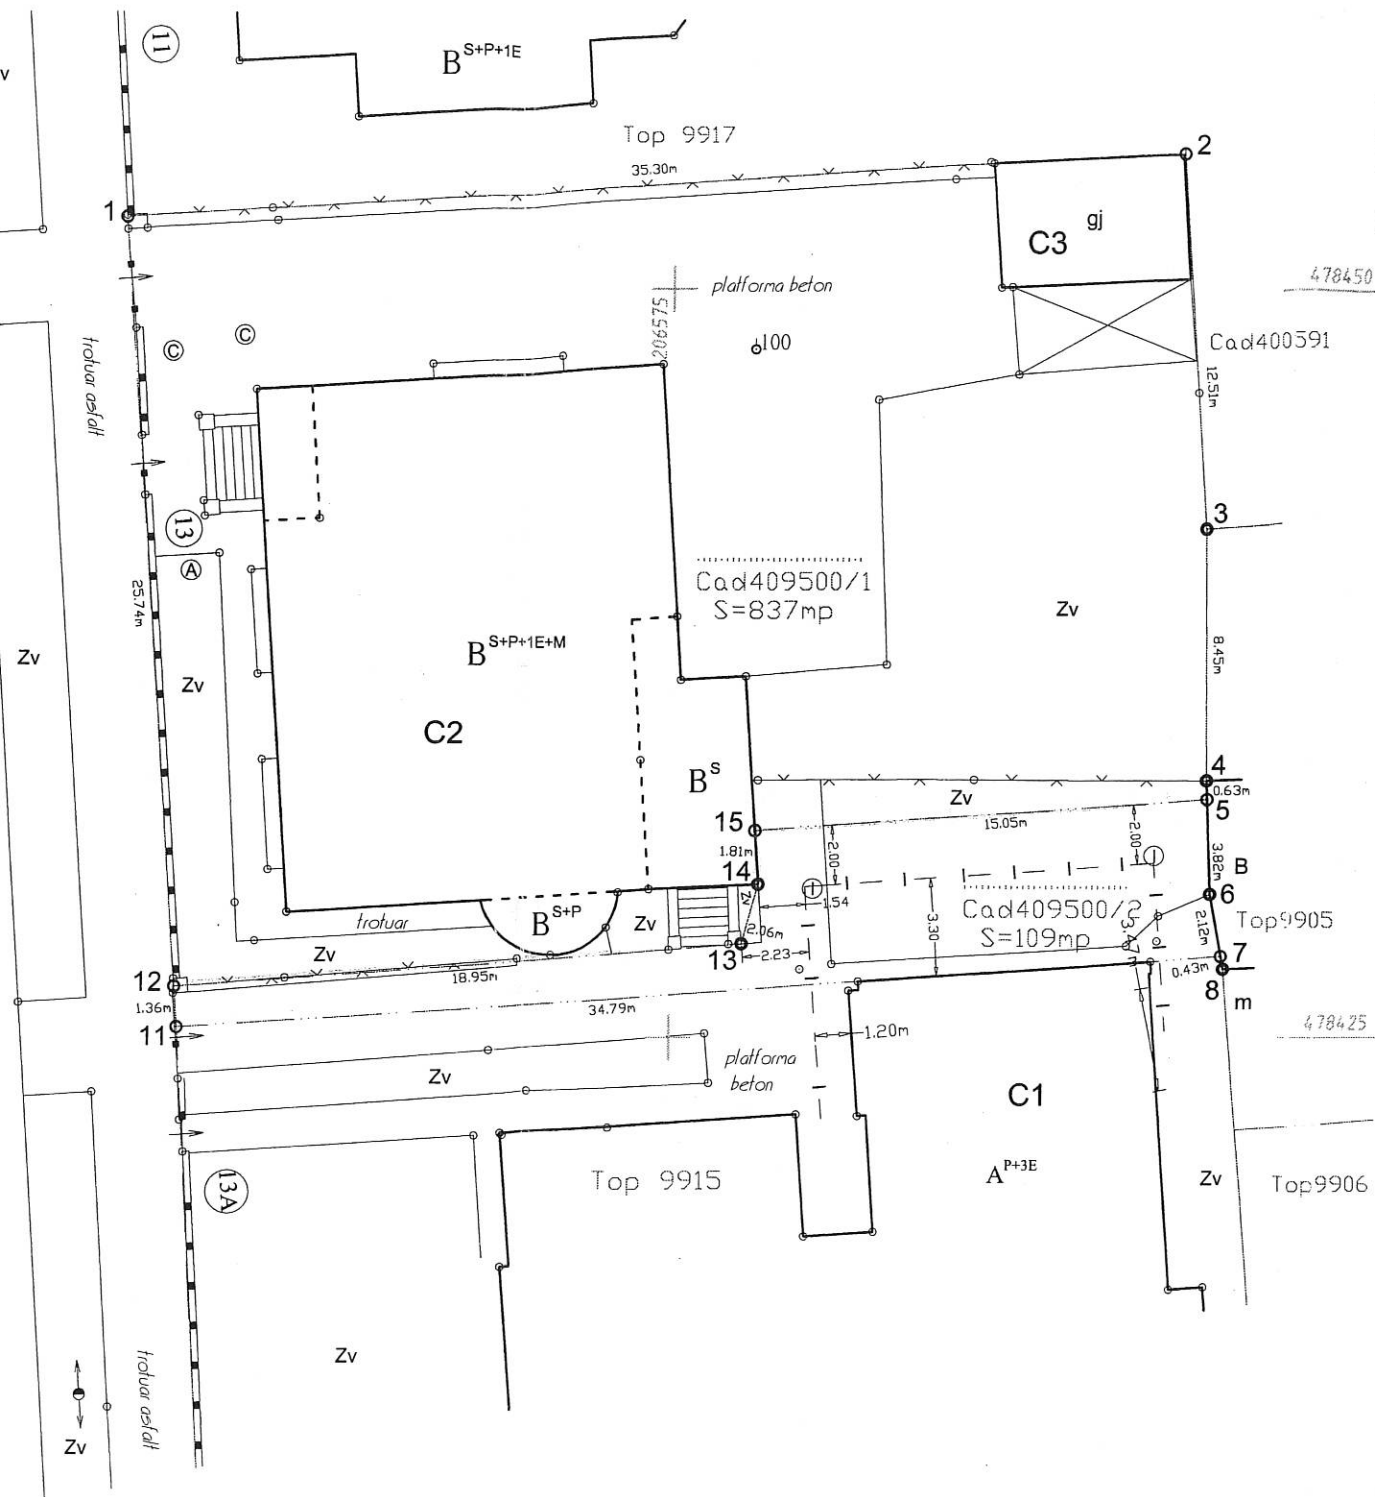 11
v
B S+P+1E
Top 9917
35.30m
2
1
gj
C3
478450
platforma beton
206575
100
Cad400391
12.51m
C
C
trotuar asfalt
3
13
A
25.74m
Cad409500/1
S=837mp
Zv
8.45m
Zv
Zv
B S+P+1E+M
C2
B S
4
0.63m
5
Zv
15.05m
15
1.81m
2.00
2.00
3.82m
B
14
6
Zv
1.54
Cad409500/2
S=109mp
3.30
2.12m
Top9905
trotuar
B S+P
Zv
2.06m
13
2.23
3.47
7
0.43m
8
m
Zv
12
18.95m
1.36m
11
34.79m
478425
1.20m
platforma
beton
Zv
C1
Top 9915
A P+3E
Zv
Top9906
13A
Zv
trotuar asfalt
Zv